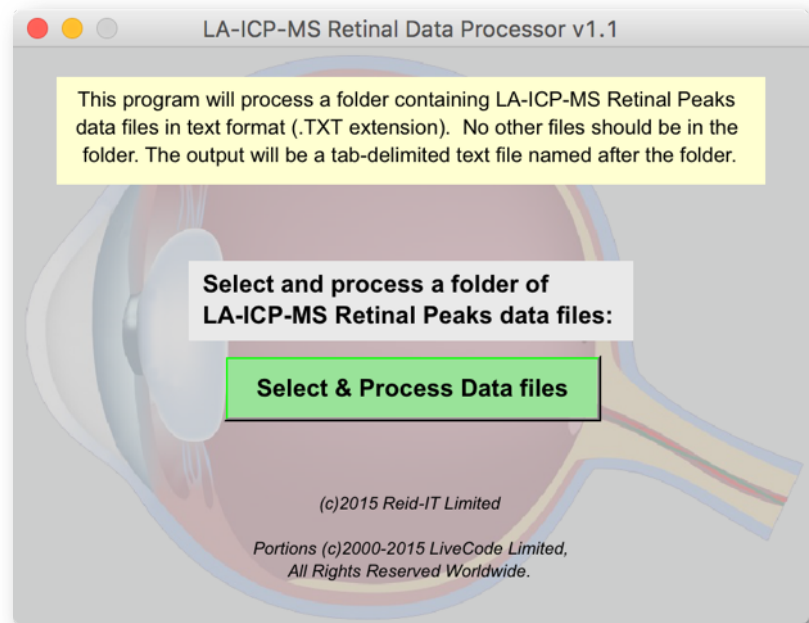 LA-ICP-MS Retinal Data Processor v1.1
This program will process a folder containing LA-ICP-MS Retinal Peaks
data files in text format (.TXT extension).  No other files should be in the
folder. The output will be a tab-delimited text file named after the folder.
Select and process a folder of
LA-ICP-MS Retinal Peaks data files:
Select & Process Data files
(c)2015 Reid-IT Limited
Portions (c)2000-2015 LiveCode Limited,
All Rights Reserved Worldwide.